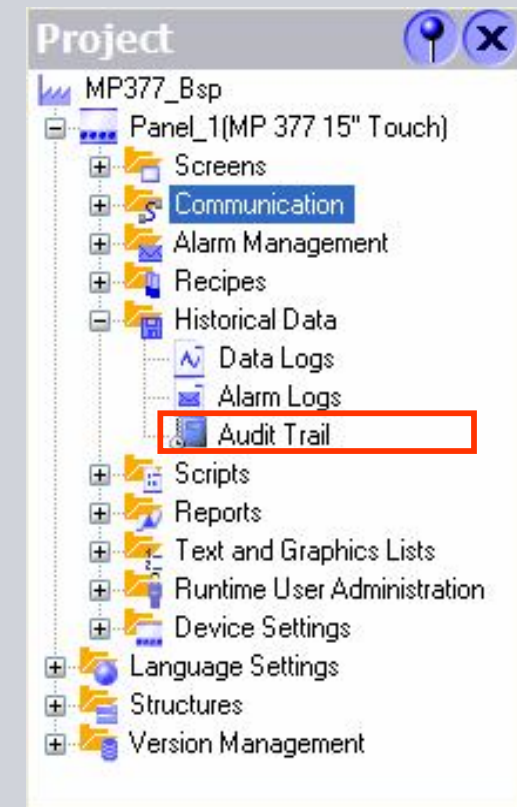 Project
MP377_Bsp
Panel_1(MP 377 15" Touch)
Screens
Communication
Alarm Management
Recipes
Historical Data
Data Logs
Alarm Logs
Audit Trail
Scripts
Reports
Text and Graphics Lists
Runtime User Administration
Device Settings
Language Settings
Structures
Version Management